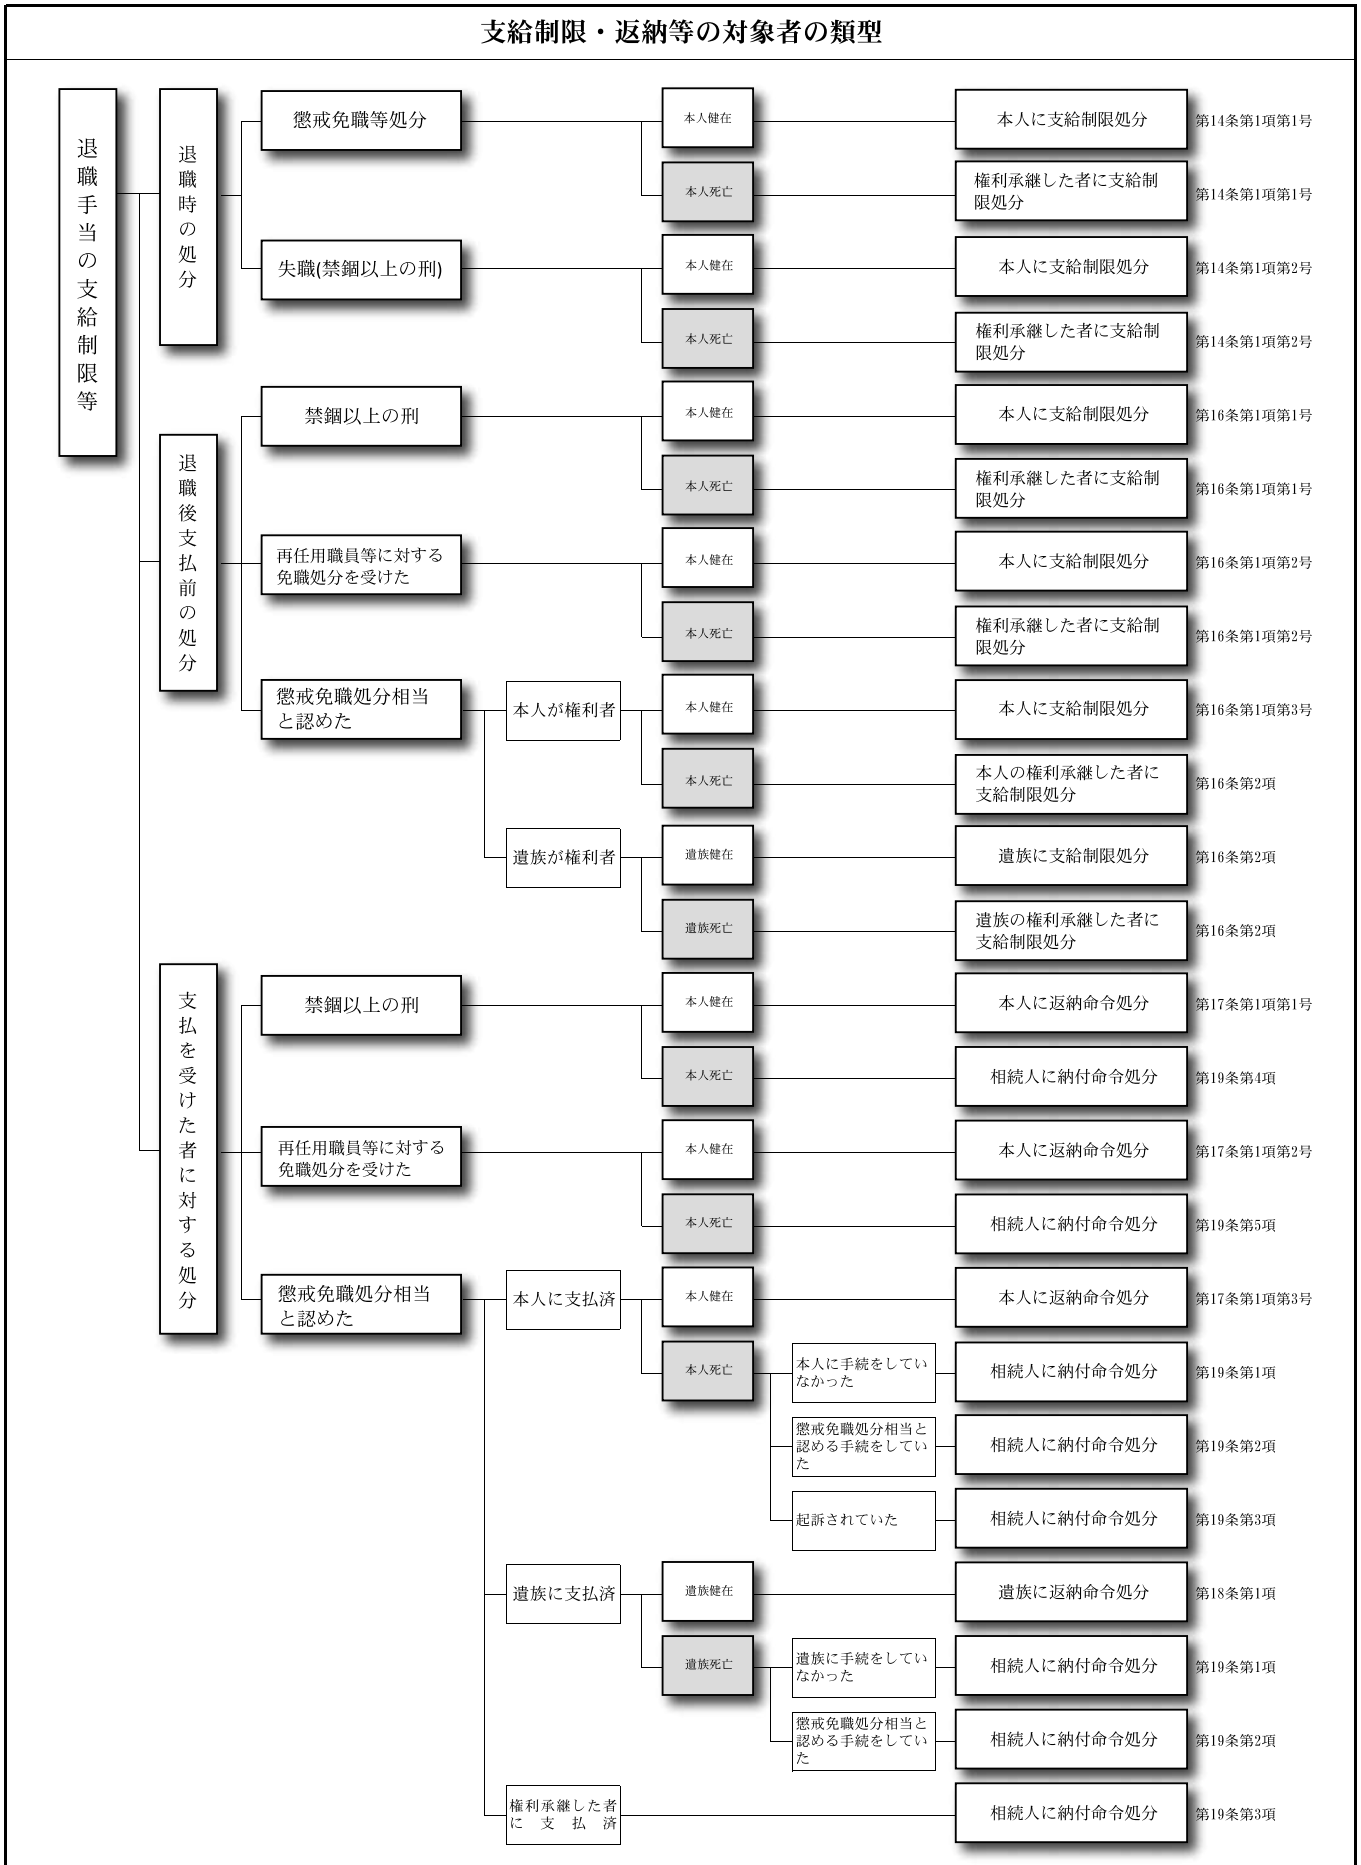 支給制限・返納等の対象者の類型
退職手当の支給制限等
退職時の処分
懲戒免職等処分
本人健在
本人に支給制限処分
第14条第1項第1号
本人死亡
権利承継した者に支給制
限処分
第14条第1項第1号
失職(禁錮以上の刑)
本人健在
本人に支給制限処分
第14条第1項第2号
本人死亡
権利承継した者に支給制
限処分
第14条第1項第2号
退職後支払前の処分
禁錮以上の刑
本人健在
本人に支給制限処分
第16条第1項第1号
本人死亡
権利承継した者に支給制
限処分
第16条第1項第1号
再任用職員等に対する
免職処分を受けた
本人健在
本人に支給制限処分
第16条第1項第2号
本人死亡
権利承継した者に支給制
限処分
第16条第1項第2号
懲戒免職処分相当
と認めた
本人が権利者
本人健在
本人に支給制限処分
第16条第1項第3号
本人死亡
本人の権利承継した者に
支給制限処分
第16条第2項
遺族が権利者
遺族健在
遺族に支給制限処分
第16条第2項
遺族死亡
遺族の権利承継した者に
支給制限処分
第16条第2項
支払を受けた者に対する処分
禁錮以上の刑
本人健在
本人に返納命令処分
第17条第1項第1号
本人死亡
相続人に納付命令処分
第19条第4項
再任用職員等に対する
免職処分を受けた
本人健在
本人に返納命令処分
第17条第1項第2号
本人死亡
相続人に納付命令処分
第19条第5項
懲戒免職処分相当
と認めた
本人に支払済
本人健在
本人に返納命令処分
第17条第1項第3号
本人死亡
本人に手続をしてい
なかった
相続人に納付命令処分
第19条第1項
懲戒免職処分相当と
認める手続をしてい
た
相続人に納付命令処分
第19条第2項
起訴されていた
相続人に納付命令処分
第19条第3項
遺族に支払済
遺族健在
遺族に返納命令処分
第18条第1項
遺族死亡
遺族に手続をしてい
なかった
相続人に納付命令処分
第19条第1項
懲戒免職処分相当と
認める手続をしてい
た
相続人に納付命令処分
第19条第2項
権利承継した者
に支払済
相続人に納付命令処分
第19条第3項